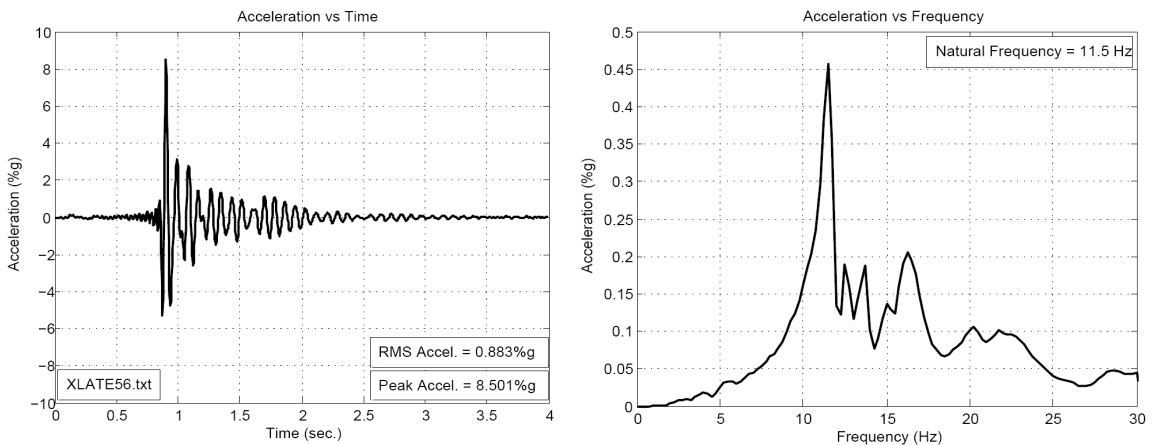 Acceleration vs Time
Acceleration (%g)
10
8
6
4
2
0
−2
−4
−6
−8
−10
RMS Accel. = 0.883%g
XLATE56.txt
Peak Accel. = 8.501%g
0 0.5 1 1.5 2 2.5 3 3.5 4
Time (sec.)
Acceleration vs Frequency
Natural Frequency = 11.5 Hz
Acceleration (%g)
0.5
0.45
0.4
0.35
0.3
0.25
0.2
0.15
0.1
0.05
0
0 5 10 15 20 25 30
Frequency (Hz)